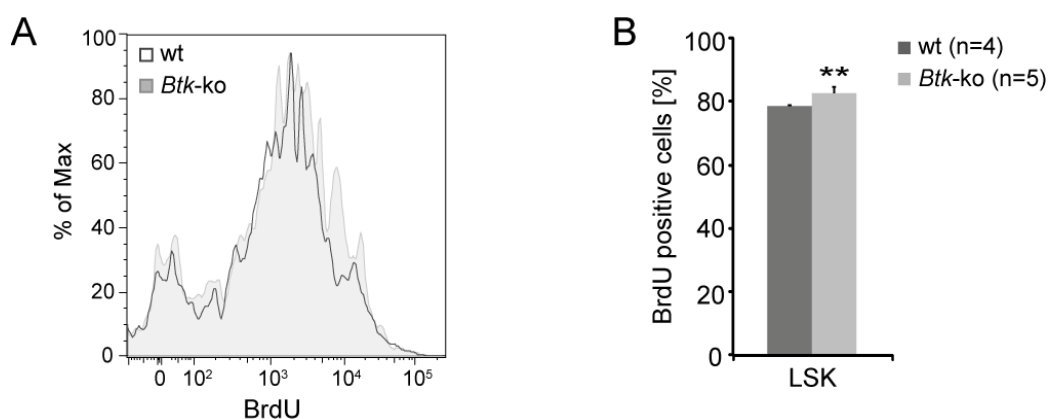 A
wt
Btk-ko
100
80
60
40
20
0
% of Max
0 10² 10³ 10⁴ 10⁵
BrdU
B
wt (n=4)
Btk-ko (n=5)
**
100
80
60
40
20
0
BrdU positive cells [%]
LSK